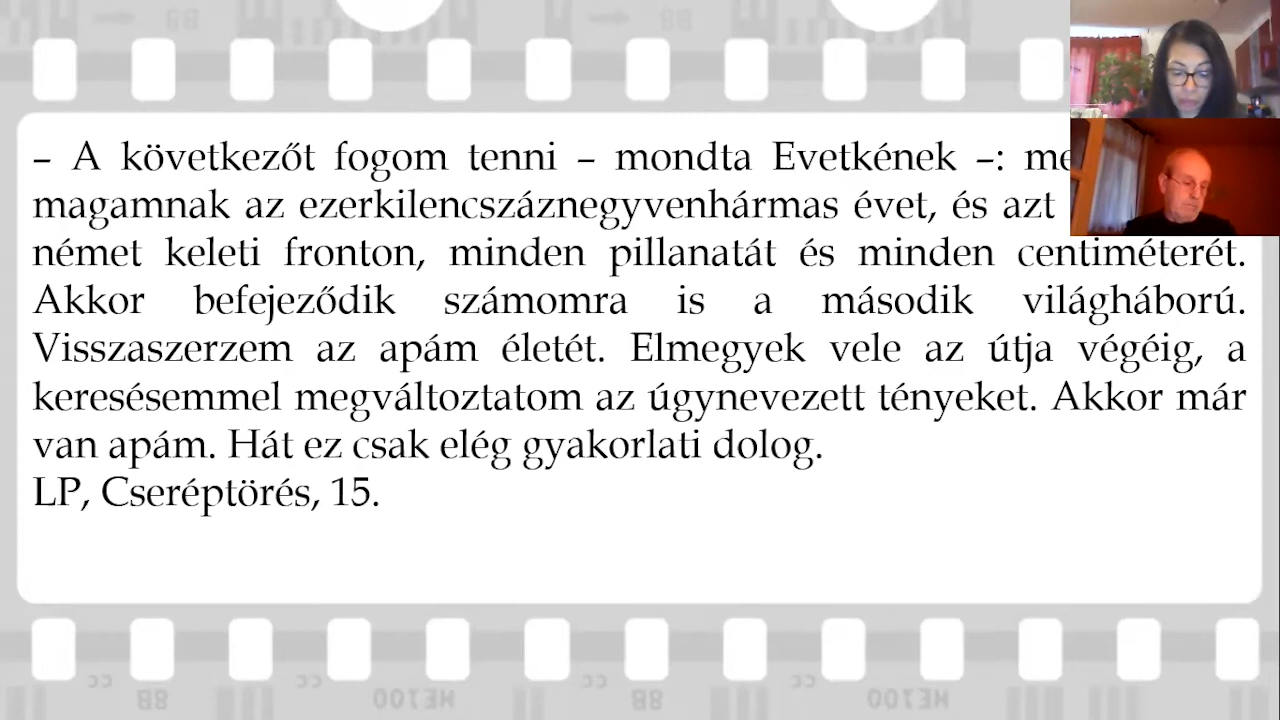 – A következőt fogom tenni – mondta Evetkének –:
magamnak az ezerkilencszáznegyvenhármas évet, és azt
német keleti fronton, minden pillanatát és minden centiméterét.
Akkor befejeződik számomra is a második világháború.
Visszaszerzem az apám életét. Elmegyek vele az útja végéig, a
keresésemmel megváltoztatom az úgynevezett tényeket. Akkor már
van apám. Hát ez csak elég gyakorlati dolog.
LP, Cseréptörés, 15.